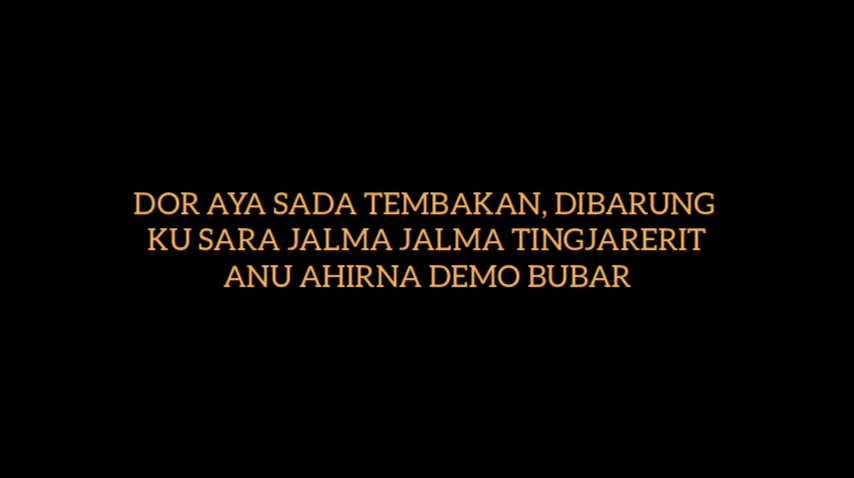 DOR AYA SADA TEMBAKAN, DIBARUNG
KU SARA JALMA JALMA TINGJARERIT
ANU AHIRNA DEMO BUBAR